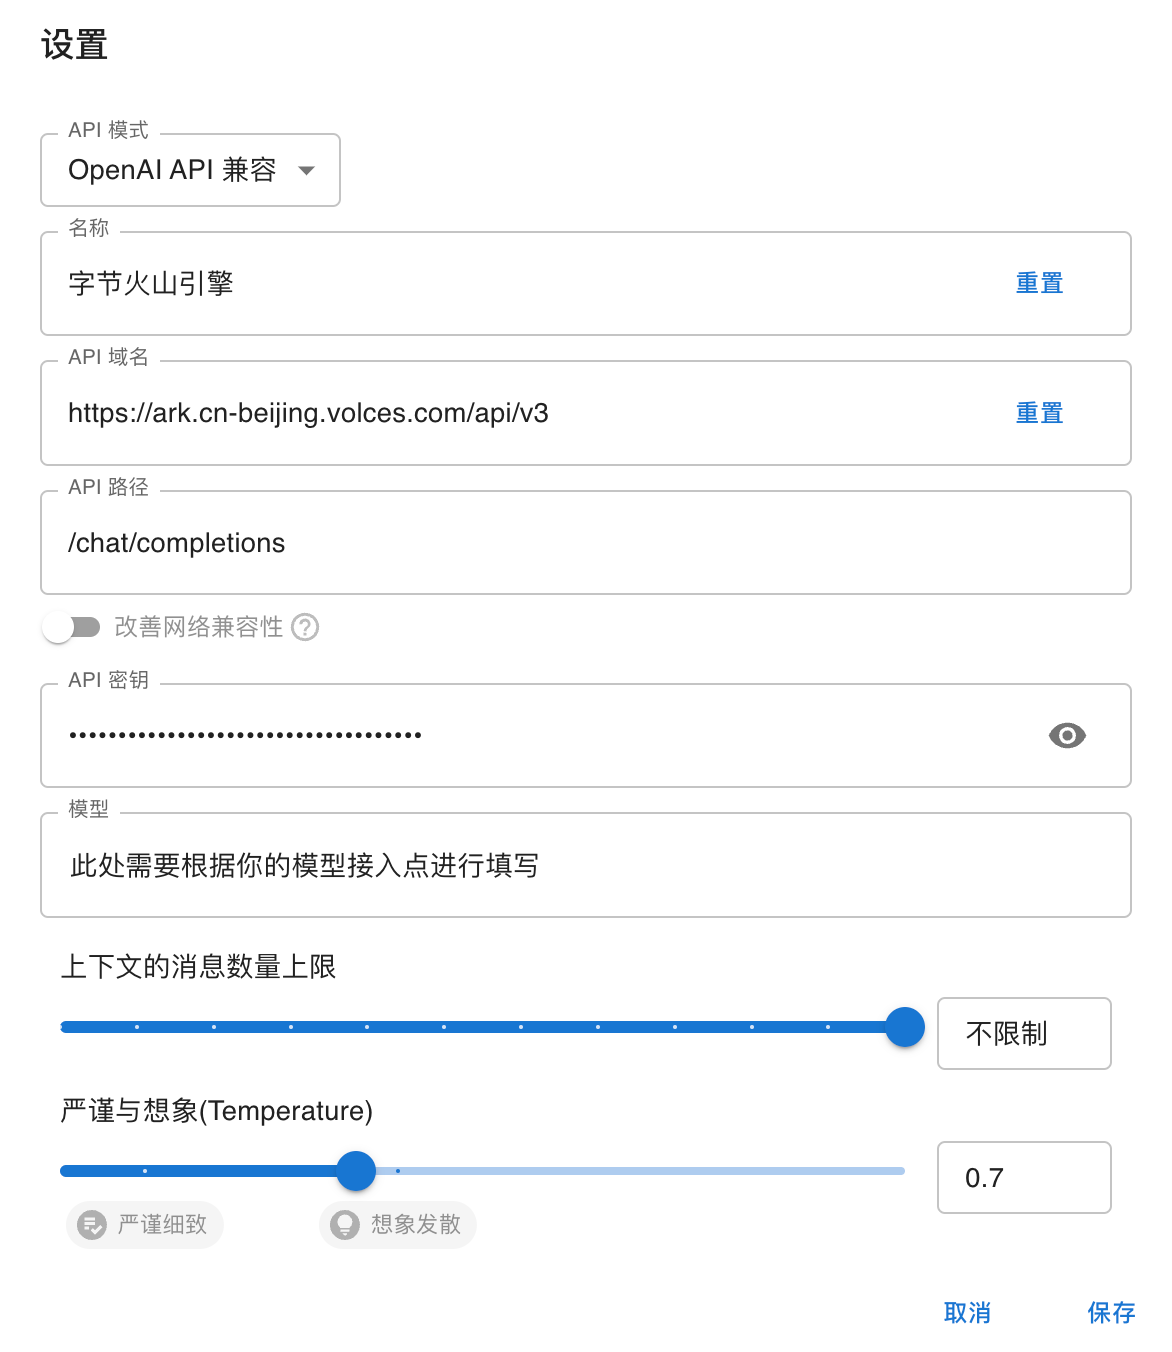 设置
API 模式
OpenAI API 兼容
名称
字节火山引擎
重置
API 域名
https://ark.cn-beijing.volces.com/api/v3
重置
API 路径
/chat/completions
改善网络兼容性
API 密钥
••••••••••••••••••••••••••••••••••••
模型
此处需要根据你的模型接入点进行填写
上下文的消息数量上限
不限制
严谨与想象(Temperature)
0.7
严谨细致
想象发散
取消
保存